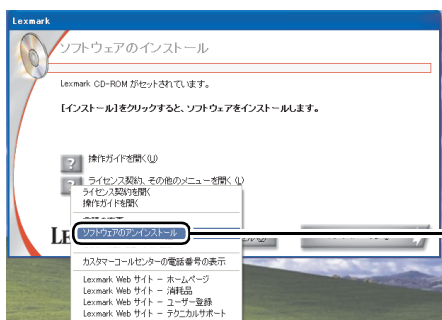 Lexmark
ソフトウェアのインストール
Lexmark CD-ROM がセットされています。
[インストール]をクリックすると、ソフトウェアをインストールします。
? 操作ガイドを開く(U)
? ライセンス契約、その他のメニューを開く (L)
ライセンス契約を開く
操作ガイドを開く
ソフトウェアのアンインストール
カスタマーコールセンターの電話番号の表示
Lexmark Web サイト - ホームページ
Lexmark Web サイト - 消耗品
Lexmark Web サイト - ユーザー登録
Lexmark Web サイト - テクニカルサポート